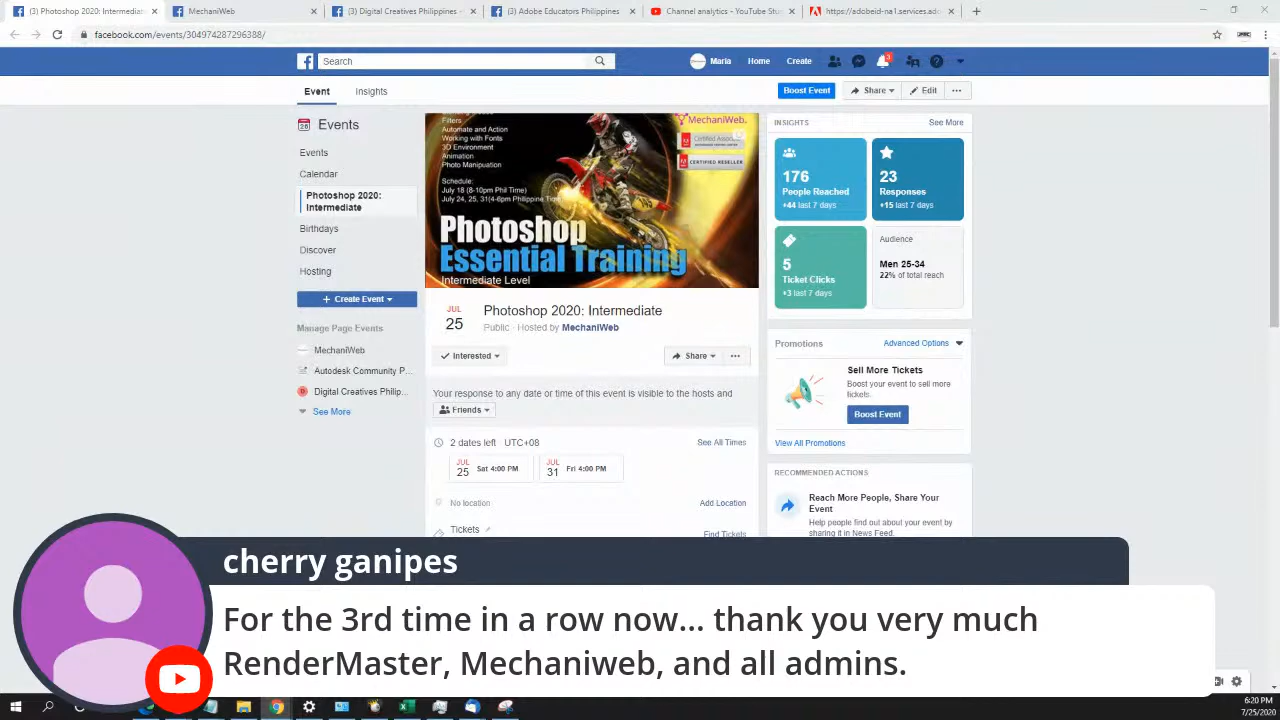 (3) Photoshop 2020: Intermediate
MechaniWeb
(3) Digital Creatives Philippines -
(3) Adobe Educators Philippines
Channel analytics - YouTube Stu
https://adobeid-na1.services.ado
facebook.com/events/304974287296388/
Search
Maria
Home
Create
3
Event
Insights
Boost Event
Share
Edit
Events
Events
Calendar
Photoshop 2020:
Intermediate
Birthdays
Discover
Hosting
+ Create Event
Manage Page Events
MechaniWeb
Autodesk Community P...
Digital Creatives Philip...
See More
Filters
Automate and Action
Working with Fonts
3D Environment
Animation
Photo Manipuation
Schedule:
July 18 (8-10pm Phil Time)
July 24, 25, 31(4-6pm Philippine Time
MechaniWeb.
Certified Associate
CERTIFIED RESELLER
Photoshop
Essential Training
Intermediate Level
JUL
25
Photoshop 2020: Intermediate
Public · Hosted by MechaniWeb
Interested
Share
Your response to any date or time of this event is visible to the hosts and
Friends
2 dates left UTC+08
See All Times
JUL
25
Sat 4:00 PM
JUL
31
Fri 4:00 PM
No location
Add Location
Tickets
Find Tickets
INSIGHTS
See More
176
People Reached
+44 last 7 days
23
Responses
+15 last 7 days
5
Ticket Clicks
+3 last 7 days
Audience
Men 25-34
22% of total reach
Promotions
Advanced Options
Sell More Tickets
Boost your event to sell more
tickets.
Boost Event
View All Promotions
RECOMMENDED ACTIONS
Reach More People, Share Your
Event
Help people find out about your event by
sharing it in News Feed.
cherry ganipes
For the 3rd time in a row now... thank you very much
RenderMaster, Mechaniweb, and all admins.
6:20 PM
7/25/2020